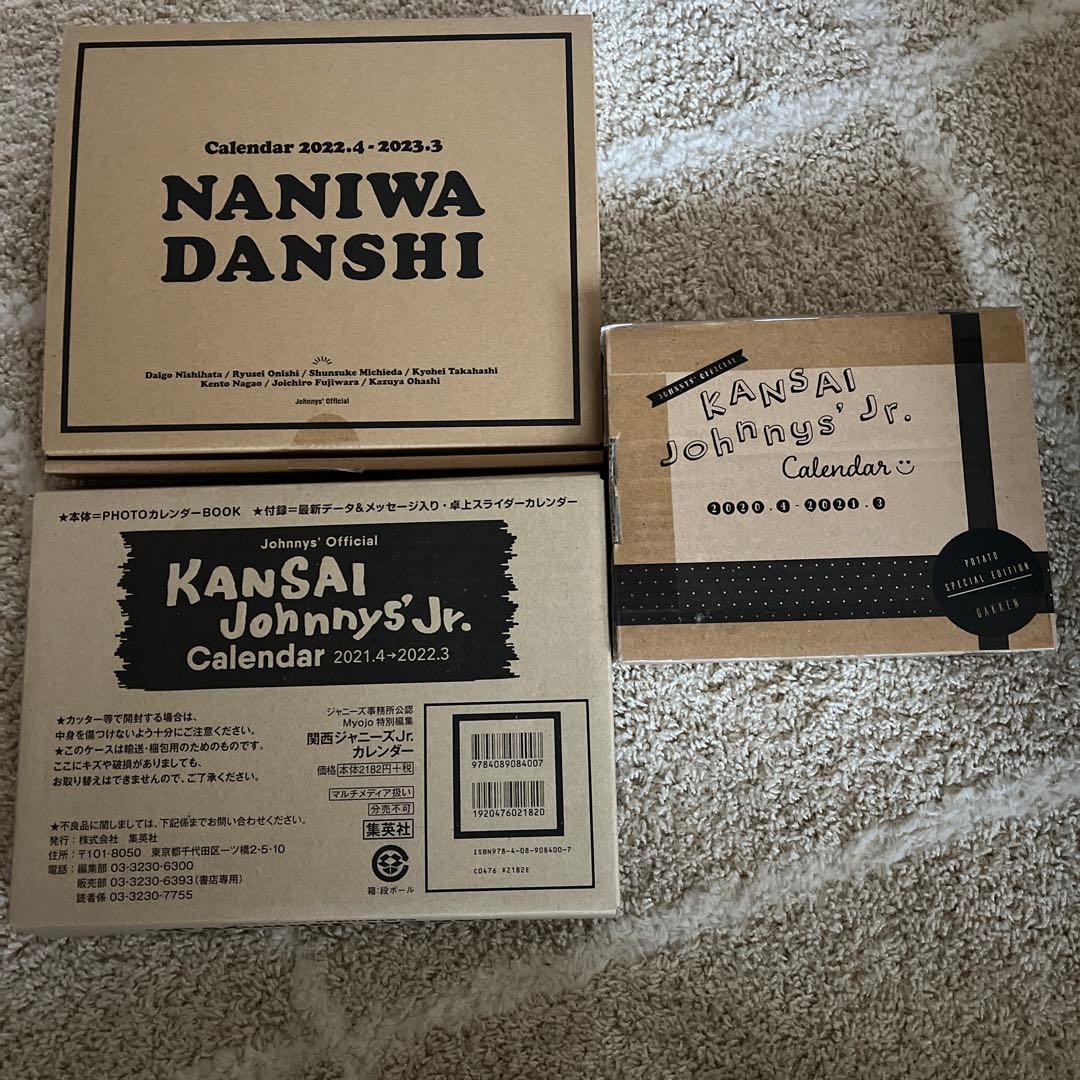 Calendar 2022.4-2023.3
NANIWA
DANSHI
Daigo Nishihata / Ryusei Onishi / Shunsuke Michieda / Kyohei Takahashi
Kento Nagao / Joichiro Fujiwara / Kazuya Ohashi
Johnnys' Official
JOHNNYS' OFFICIAL
KANSAI
Johnnys' Jr.
Calendar
2020.4-2021.3
POTATO
SPECIAL EDITION
GAKKEN
★本体=PHOTOカレンダーBOOK ★付録=最新データ&メッセージ入り・卓上スライダーカレンダー
Johnnys' Official
KANSAI
Johnnys' Jr.
Calendar 2021.4→2022.3
★カッター等で開封する場合は、
中身を傷つけないよう十分にご注意ください。
★このケースは輸送・梱包用のためのものです。
ここにキズや破損がありましても、
お取り替えはできませんので、ご了承ください。
★不良品に関しましては、下記係までお問い合わせください。
発行:株式会社 集英社
住所:〒101-8050 東京都千代田区一ツ橋2-5-10
電話:編集部 03-3230-6300
販売部 03-3230-6393(書店専用)
読者係 03-3230-7755
ジャニーズ事務所公認
Myojo 特別編集
関西ジャニーズJr.
カレンダー
価格 本体2182円+税
マルチメディア扱い
分売不可
集英社
箱:段ボール
9784089084007
1920476021820
ISBN978-4-08-908400-7
C0476 ¥2182E